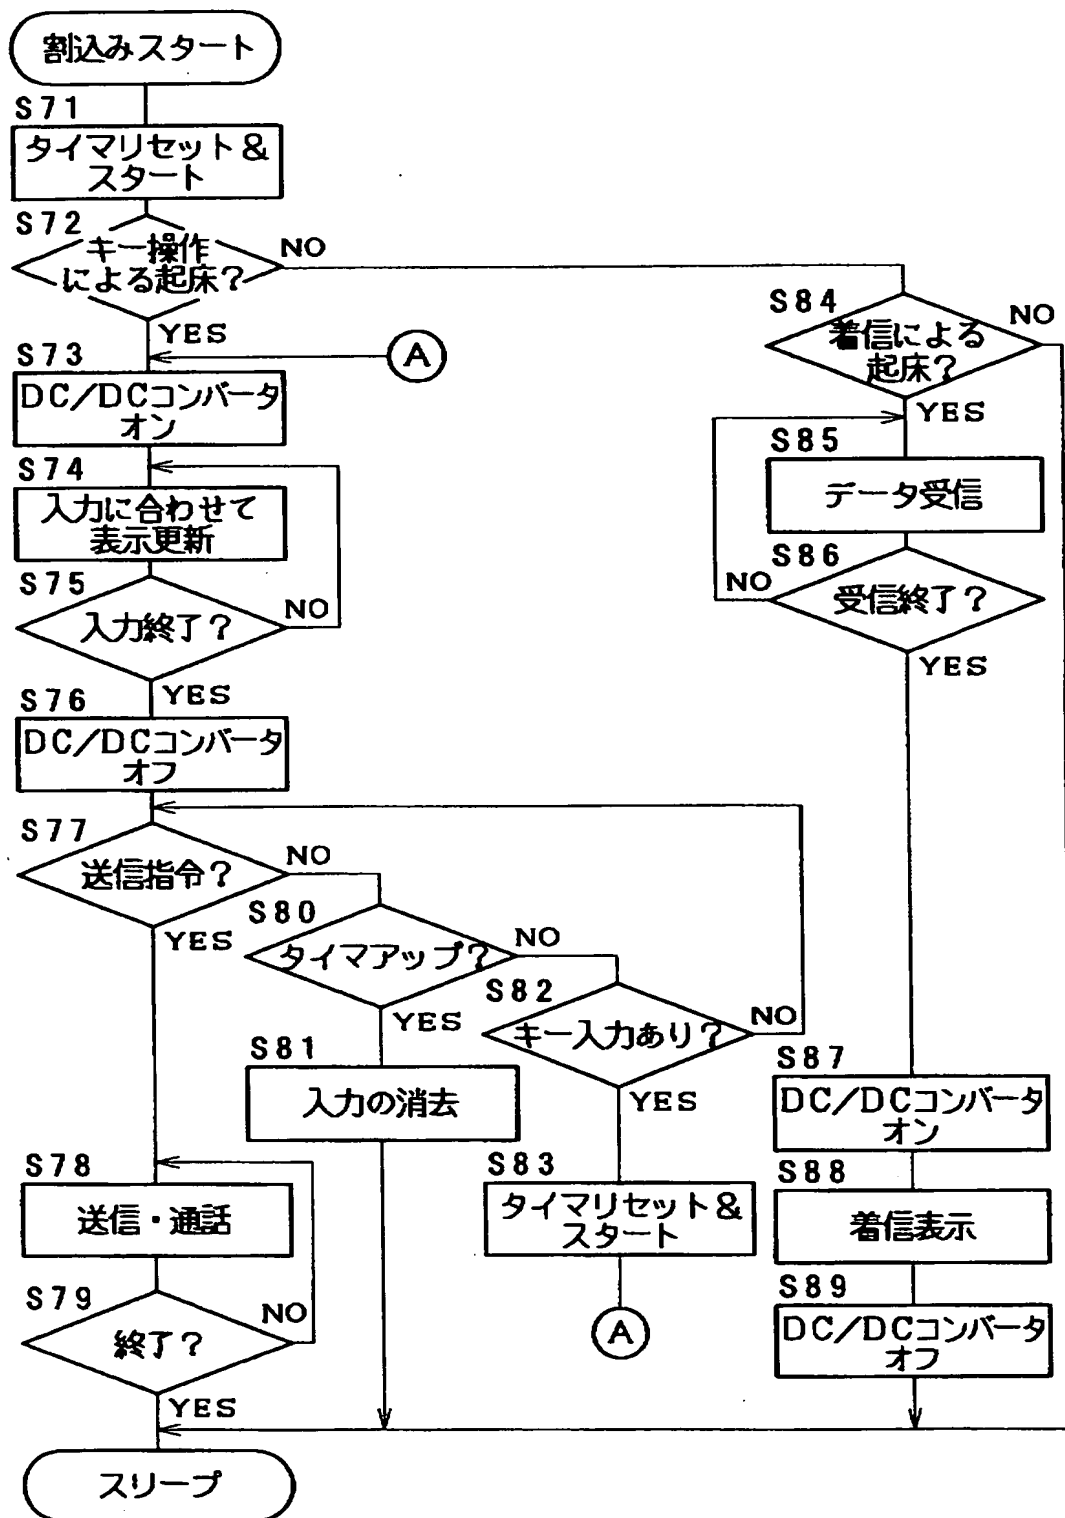 割込みスタート
S71
タイマリセット＆
スタート
S72
キー操作
による起床？
NO
YES
A
S73
DC／DCコンバータ
オン
S74
入力に合わせて
表示更新
S75
入力終了？
NO
YES
S76
DC／DCコンバータ
オフ
S77
送信指令？
NO
YES
S78
送信・通話
S79
終了？
NO
YES
スリープ
S80
タイマアップ？
NO
YES
S81
入力の消去
S82
キー入力あり？
NO
YES
S83
タイマリセット＆
スタート
A
S84
着信による
起床？
NO
YES
S85
データ受信
S86
受信終了？
NO
YES
S87
DC／DCコンバータ
オン
S88
着信表示
S89
DC／DCコンバータ
オフ